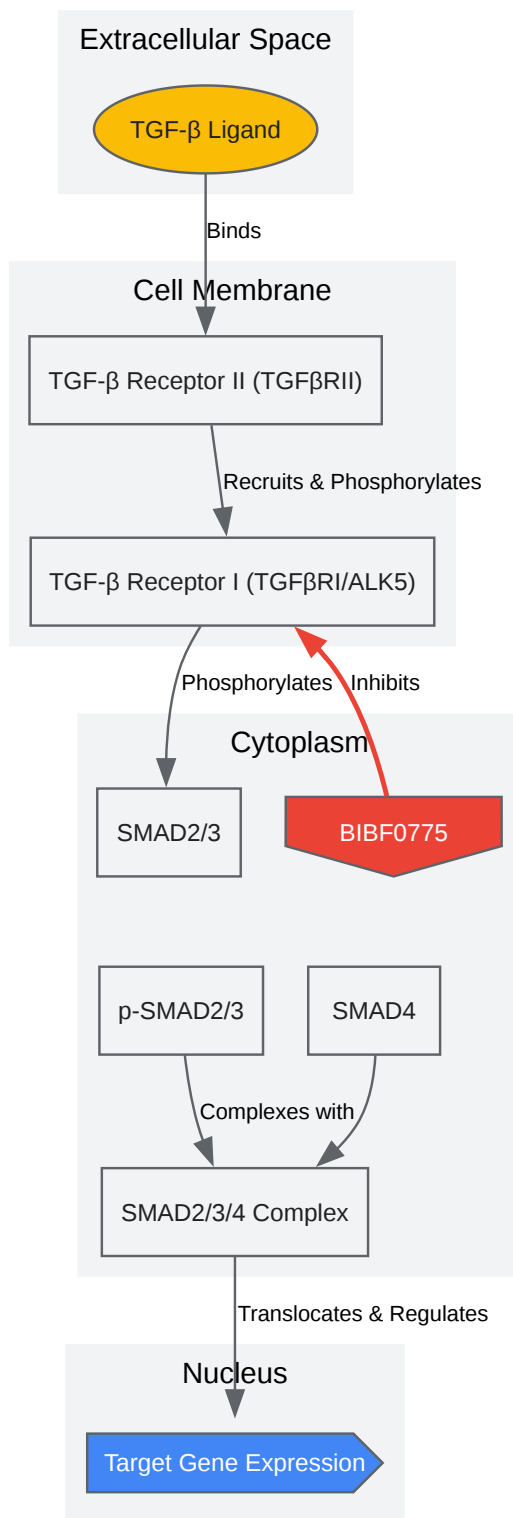 Extracellular Space
TGF-β Ligand
Binds
Cell Membrane
TGF-β Receptor II (TGFβRII)
Recruits & Phosphorylates
TGF-β Receptor I (TGFβRI/ALK5)
Phosphorylates
Inhibits
Cytoplasm
SMAD2/3
BIBF0775
p-SMAD2/3
SMAD4
Complexes with
SMAD2/3/4 Complex
Translocates & Regulates
Nucleus
Target Gene Expression